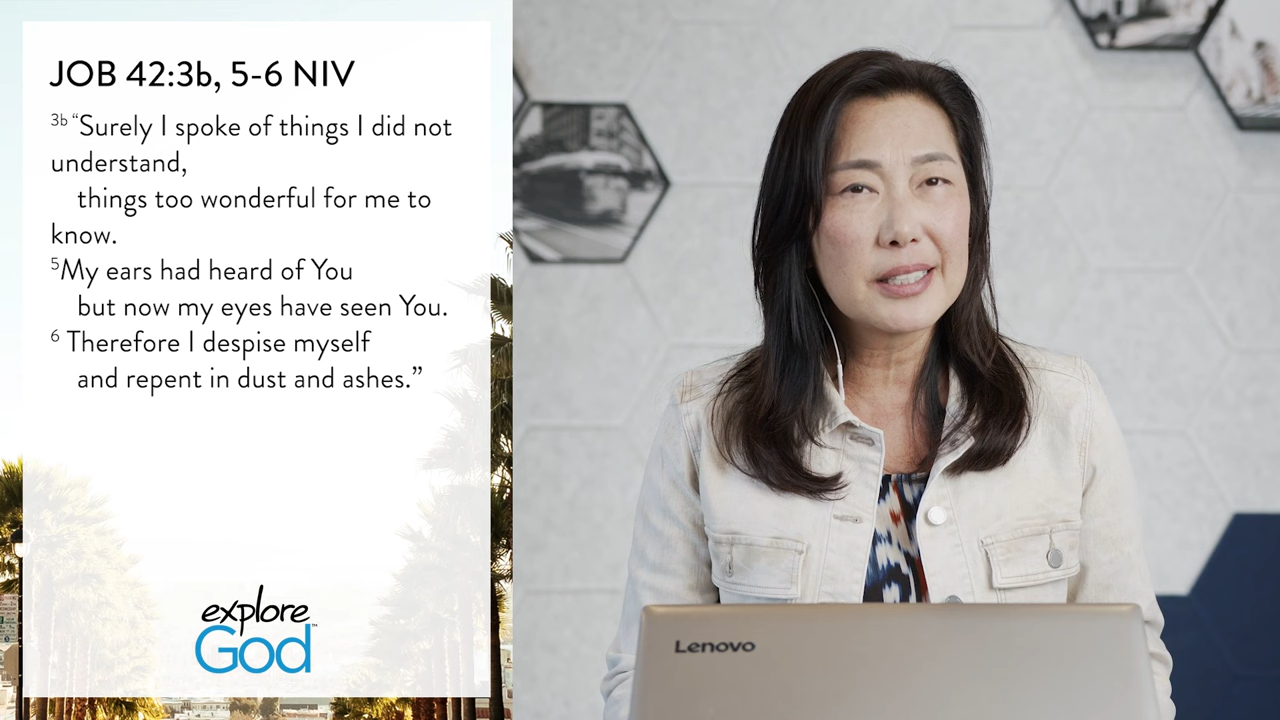 JOB 42:3b, 5-6 NIV
3b “Surely I spoke of things I did not
understand,
things too wonderful for me to
know.
5My ears had heard of You
but now my eyes have seen You.
6 Therefore I despise myself
and repent in dust and ashes.”
explore
God™
Lenovo